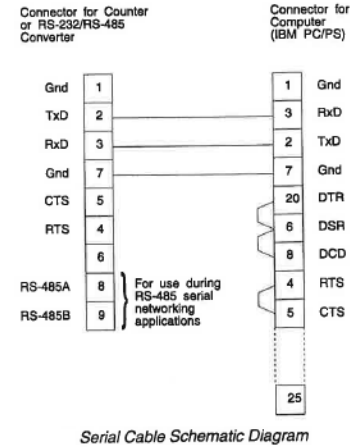 Connector for Counter
or RS-232/RS-485
Converter
Connector for
Computer
(IBM PC/PS)
Gnd 1
TxD 2
RxD 3
Gnd 7
CTS 5
RTS 4
6
RS-485A 8
RS-485B 9
For use during
RS-485 serial
networking
applications
1 Gnd
3 RxD
2 TxD
7 Gnd
20 DTR
6 DSR
8 DCD
4 RTS
5 CTS
25
Serial Cable Schematic Diagram